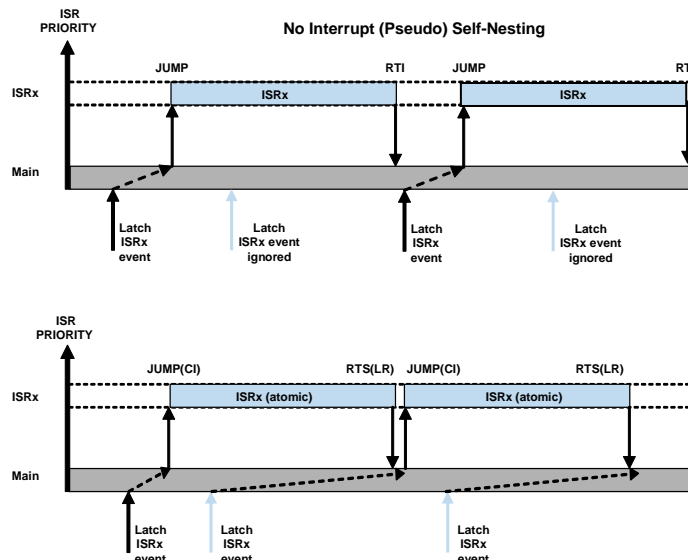 ISR
PRIORITY
No Interrupt (Pseudo) Self-Nesting
JUMP
RTI
JUMP
ISRx
ISRx
ISRx
Main
Latch
ISRx
event
Latch
ISRx event
ignored
Latch
ISRx
event
Latch
ISRx event
ignored
ISR
PRIORITY
JUMP(CI)
RTS(LR)
JUMP(CI)
RTS(LR)
ISRx
ISRx (atomic)
ISRx (atomic)
Main
Latch
ISRx
event
Latch
ISRx
event
Latch
ISRx
event